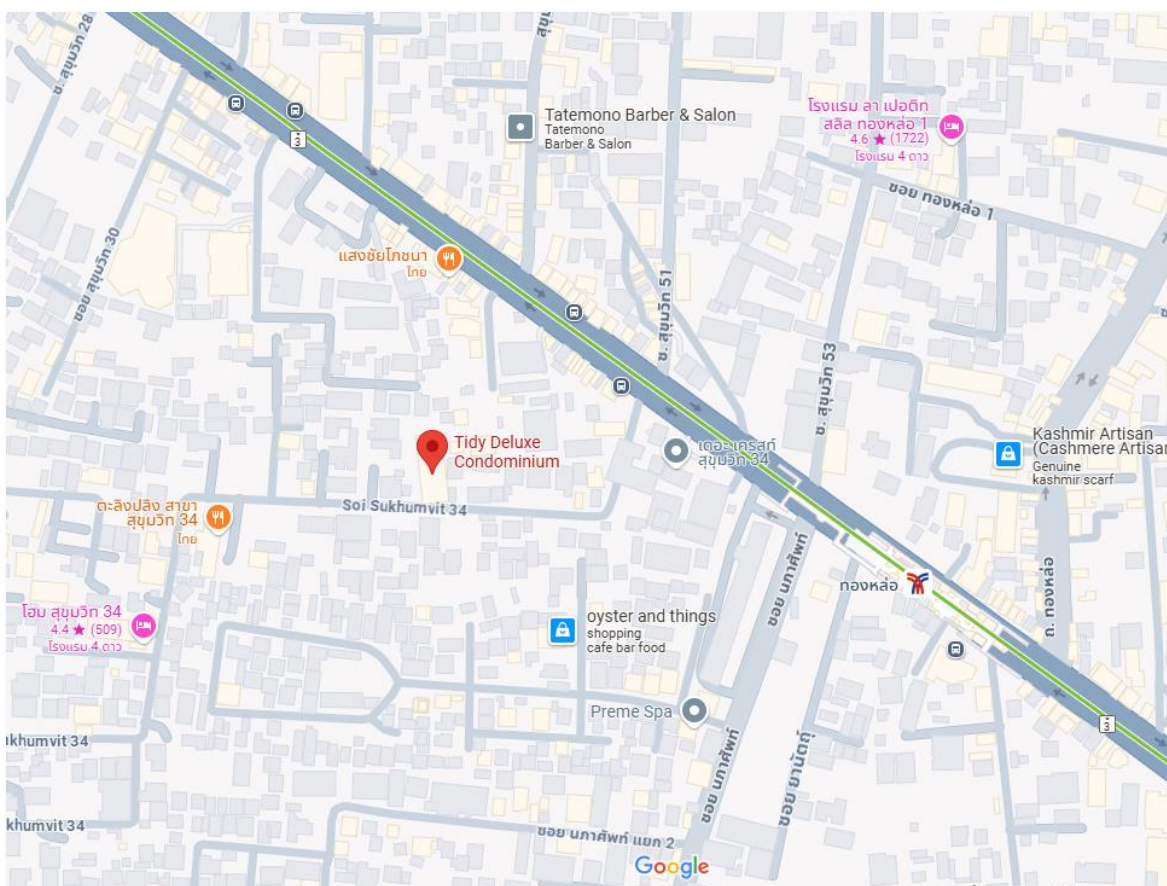 ซ. สุขุมวิท 28
3
Tatemono Barber & Salon
Tatemono
Barber & Salon
โรงแรม ลา เปอติท
สลิล ทองหล่อ 1
4.6 ★ (1722)
โรงแรม 4 ดาว
ซอย ทองหล่อ 1
ซอย สุขุมวิท 30
แสงชัยโภชนา
ไทย
ซ. สุขุมวิท 51
ซ. สุขุมวิท 53
Tidy Deluxe
Condominium
เดอะ เครสท์
สุขุมวิท 34
Kashmir Artisan
(Cashmere Artisan
Genuine
kashmir scarf
Soi Sukhumvit 34
ตะลิงปลิง สาขา
สุขุมวิท 34
ไทย
ซอย นภาศัพท์
ทองหล่อ
ถ. ทองหล่อ
โฮม สุขุมวิท 34
4.4 ★ (509)
โรงแรม 4 ดาว
oyster and things
shopping
cafe bar food
Preme Spa
3
ukhumvit 34
ซอย นภาศัพท์
ซอย ยานัตถุ์
khumvit 34
ซอย นภาศัพท์ แยก 2
Google